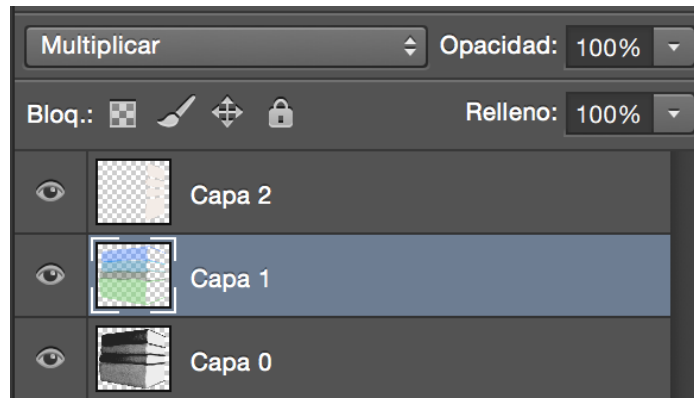 Multiplicar Opacidad: 100%
Bloq.: Relleno: 100%
Capa 2
Capa 1
Capa 0